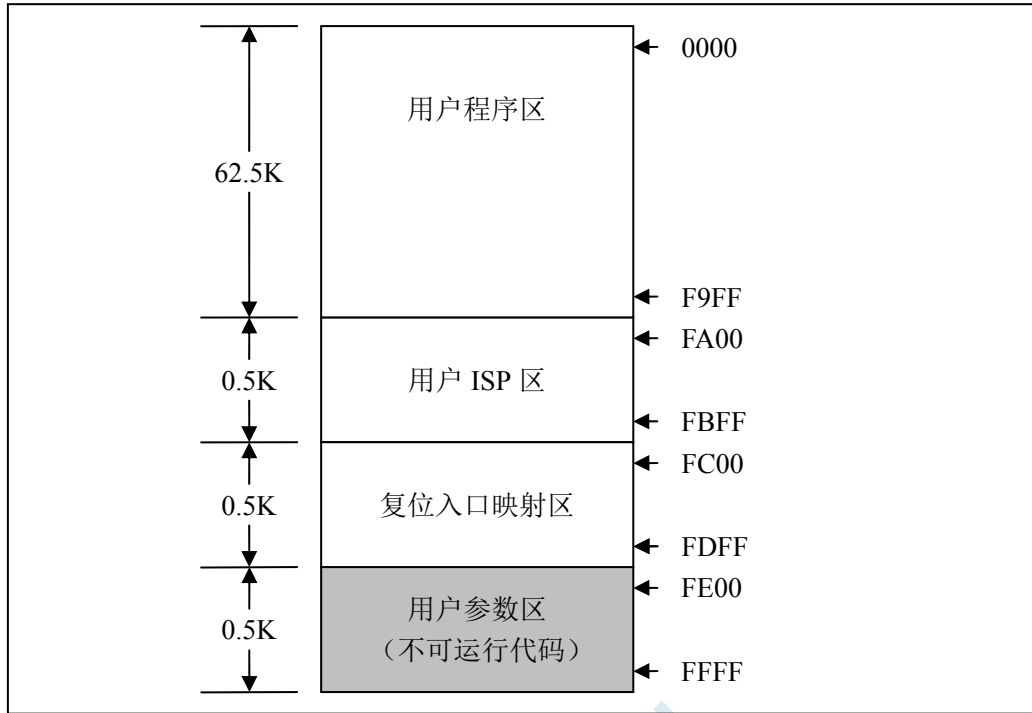 0000
用户程序区
62.5K
F9FF
FA00
0.5K
用户 ISP 区
FBFF
FC00
0.5K
复位入口映射区
FDFF
FE00
0.5K
用户参数区
（不可运行代码）
FFFF